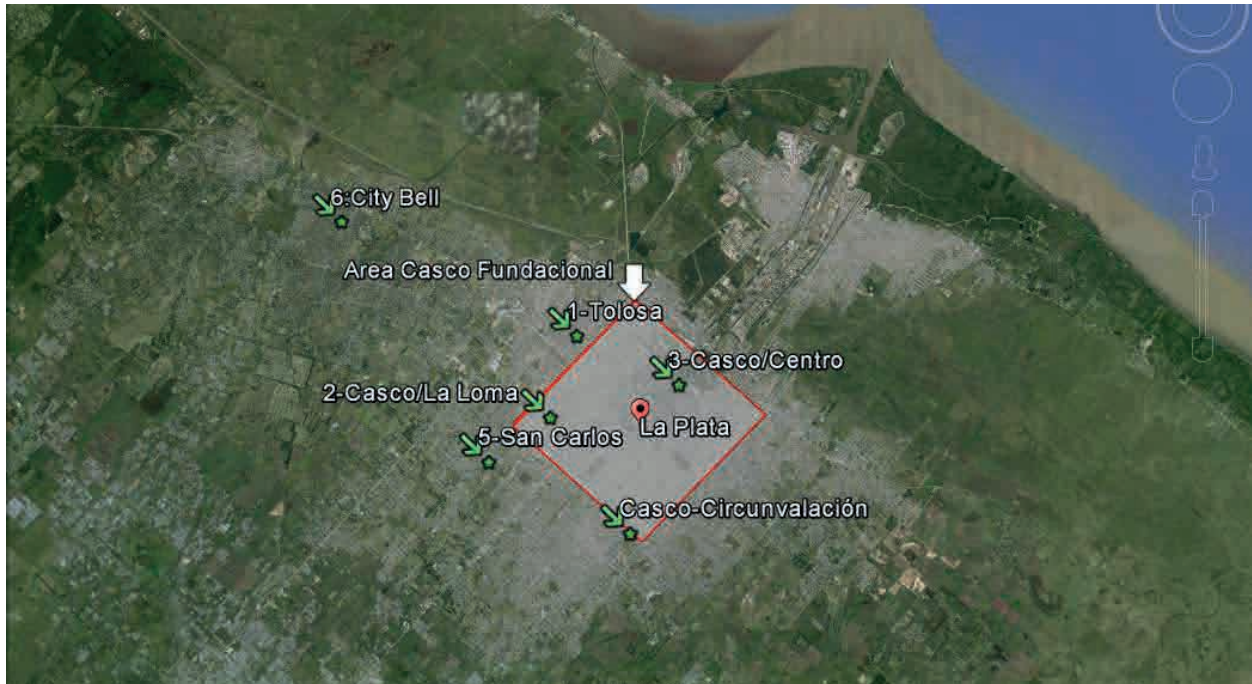 6:City Bell
Area Casco Fundacional
1-Tolosa
3-Casco/Centro
2-Casco/La Loma
La Plata
5-San Carlos
Casco-Circunvalación